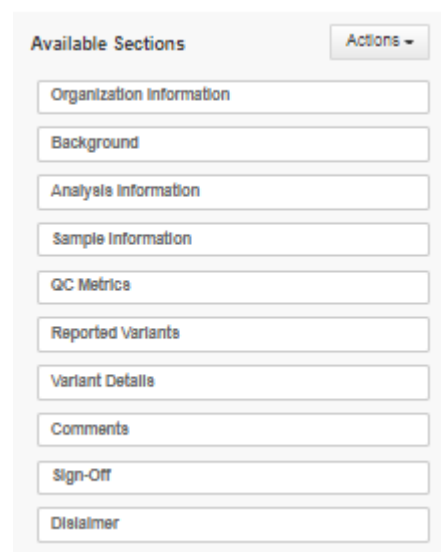 Available Sections
Actions
Organization Information
Background
Analysis Information
Sample Information
QC Metrics
Reported Variants
Variant Details
Comments
Sign-Off
Dislaimer